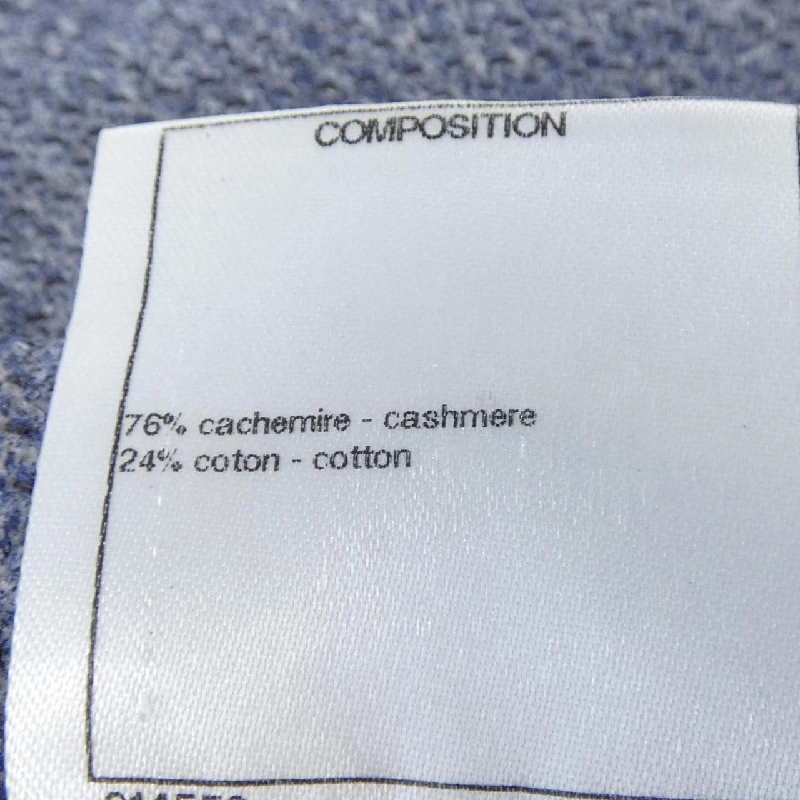 COMPOSITION
76% cachemire - cashmere
24% coton - cotton